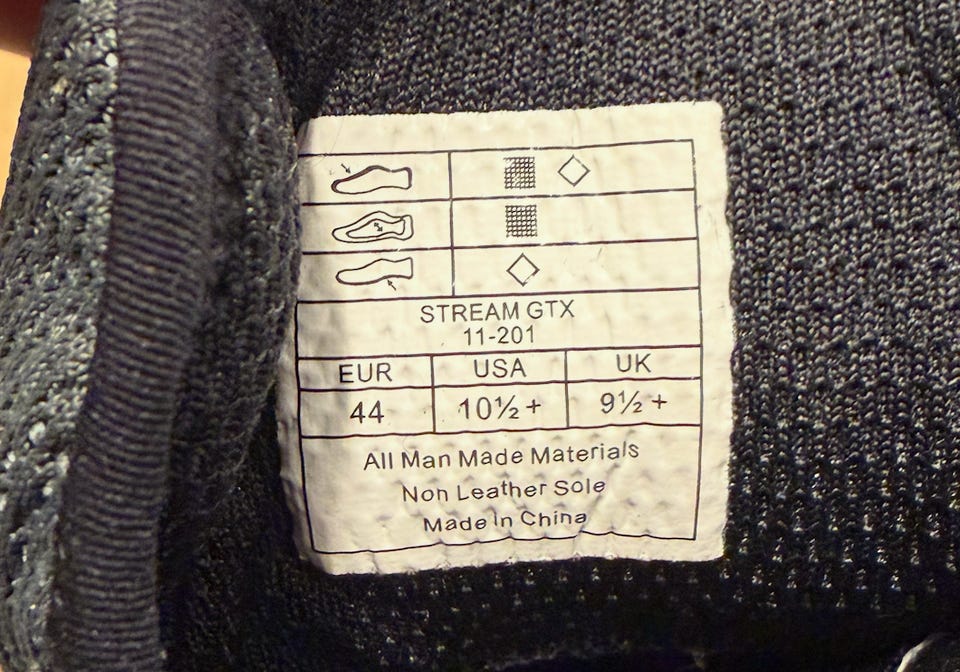 STREAM GTX
11-201
EUR USA UK
44 10½+ 9½+
All Man Made Materials
Non Leather Sole
Made In China